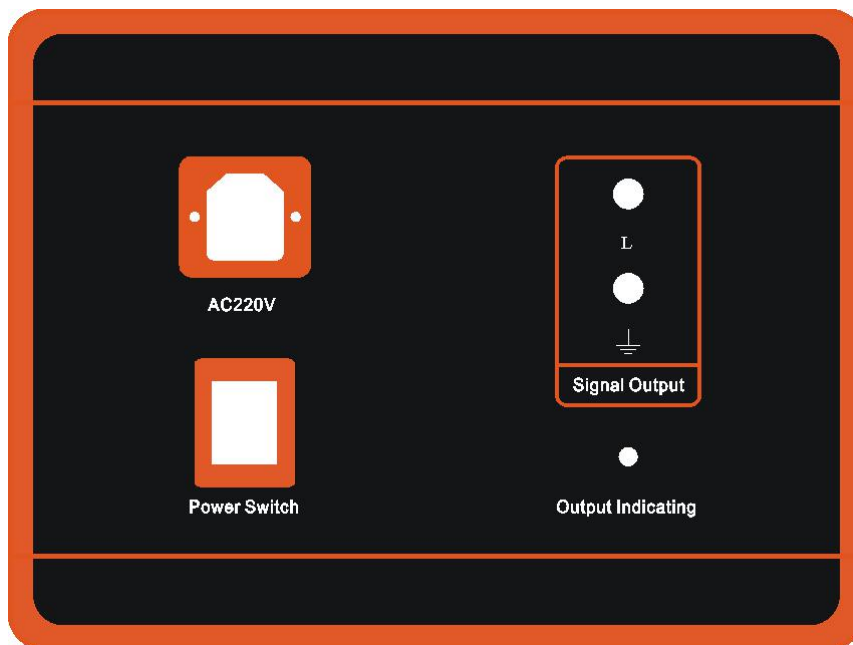 AC220V
Power Switch
L
Signal Output
Output Indicating